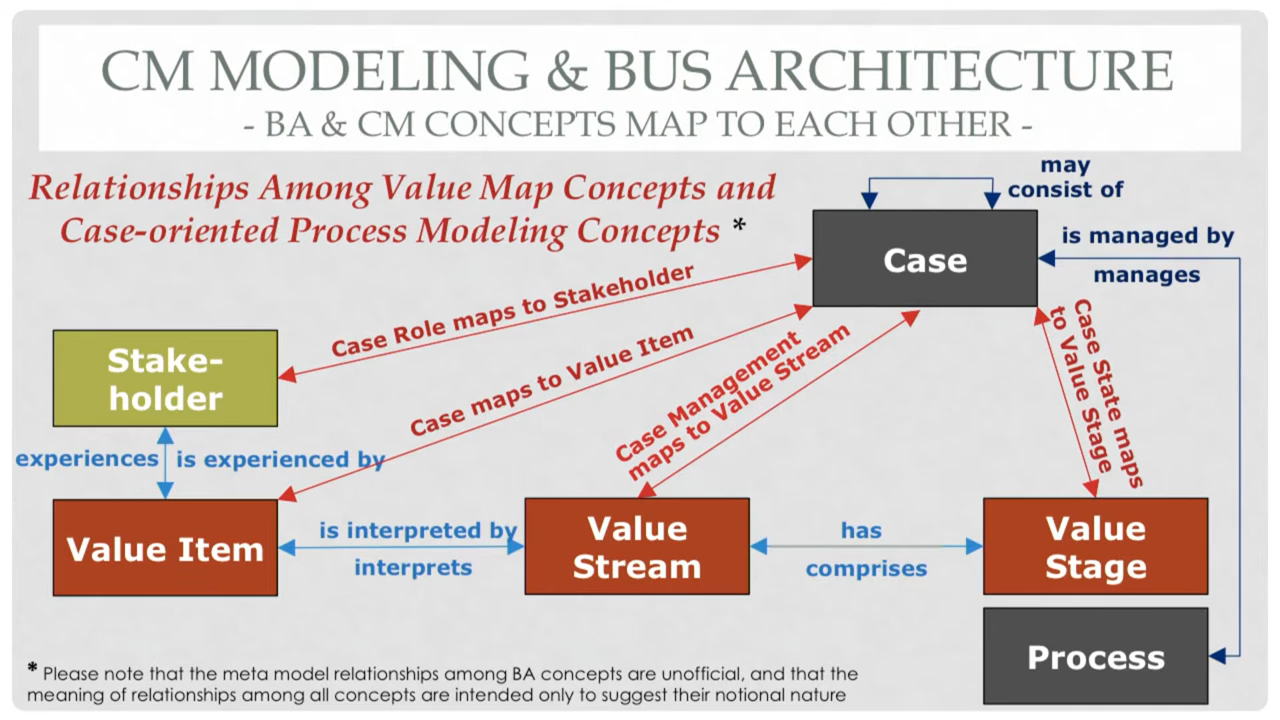 CM MODELING & BUS ARCHITECTURE
- BA & CM CONCEPTS MAP TO EACH OTHER -
Relationships Among Value Map Concepts and
Case-oriented Process Modeling Concepts *
may
consist of
Case
is managed by
manages
Case Role maps to Stakeholder
Case maps to Value Item
Case Management
maps to Value Stream
Case State maps
to Value Stage
Stake-
holder
experiences
is experienced by
Value Item
is interpreted by
interprets
Value
Stream
has
comprises
Value
Stage
Process
* Please note that the meta model relationships among BA concepts are unofficial, and that the
meaning of relationships among all concepts are intended only to suggest their notional nature